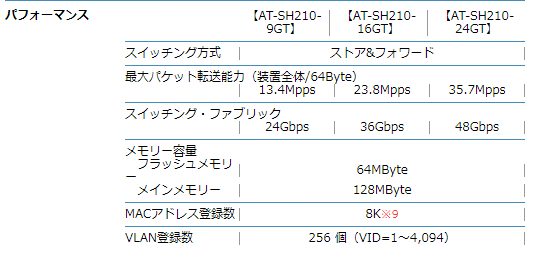 パフォーマンス
【AT-SH210-9GT】 【AT-SH210-16GT】 【AT-SH210-24GT】
スイッチング方式 ストア&フォワード
最大パケット転送能力（装置全体/64Byte）
13.4Mpps 23.8Mpps 35.7Mpps
スイッチング・ファブリック
24Gbps 36Gbps 48Gbps
メモリー容量
フラッシュメモリー 64MByte
メインメモリー 128MByte
MACアドレス登録数 8K※9
VLAN登録数 256 個（VID=1～4,094）